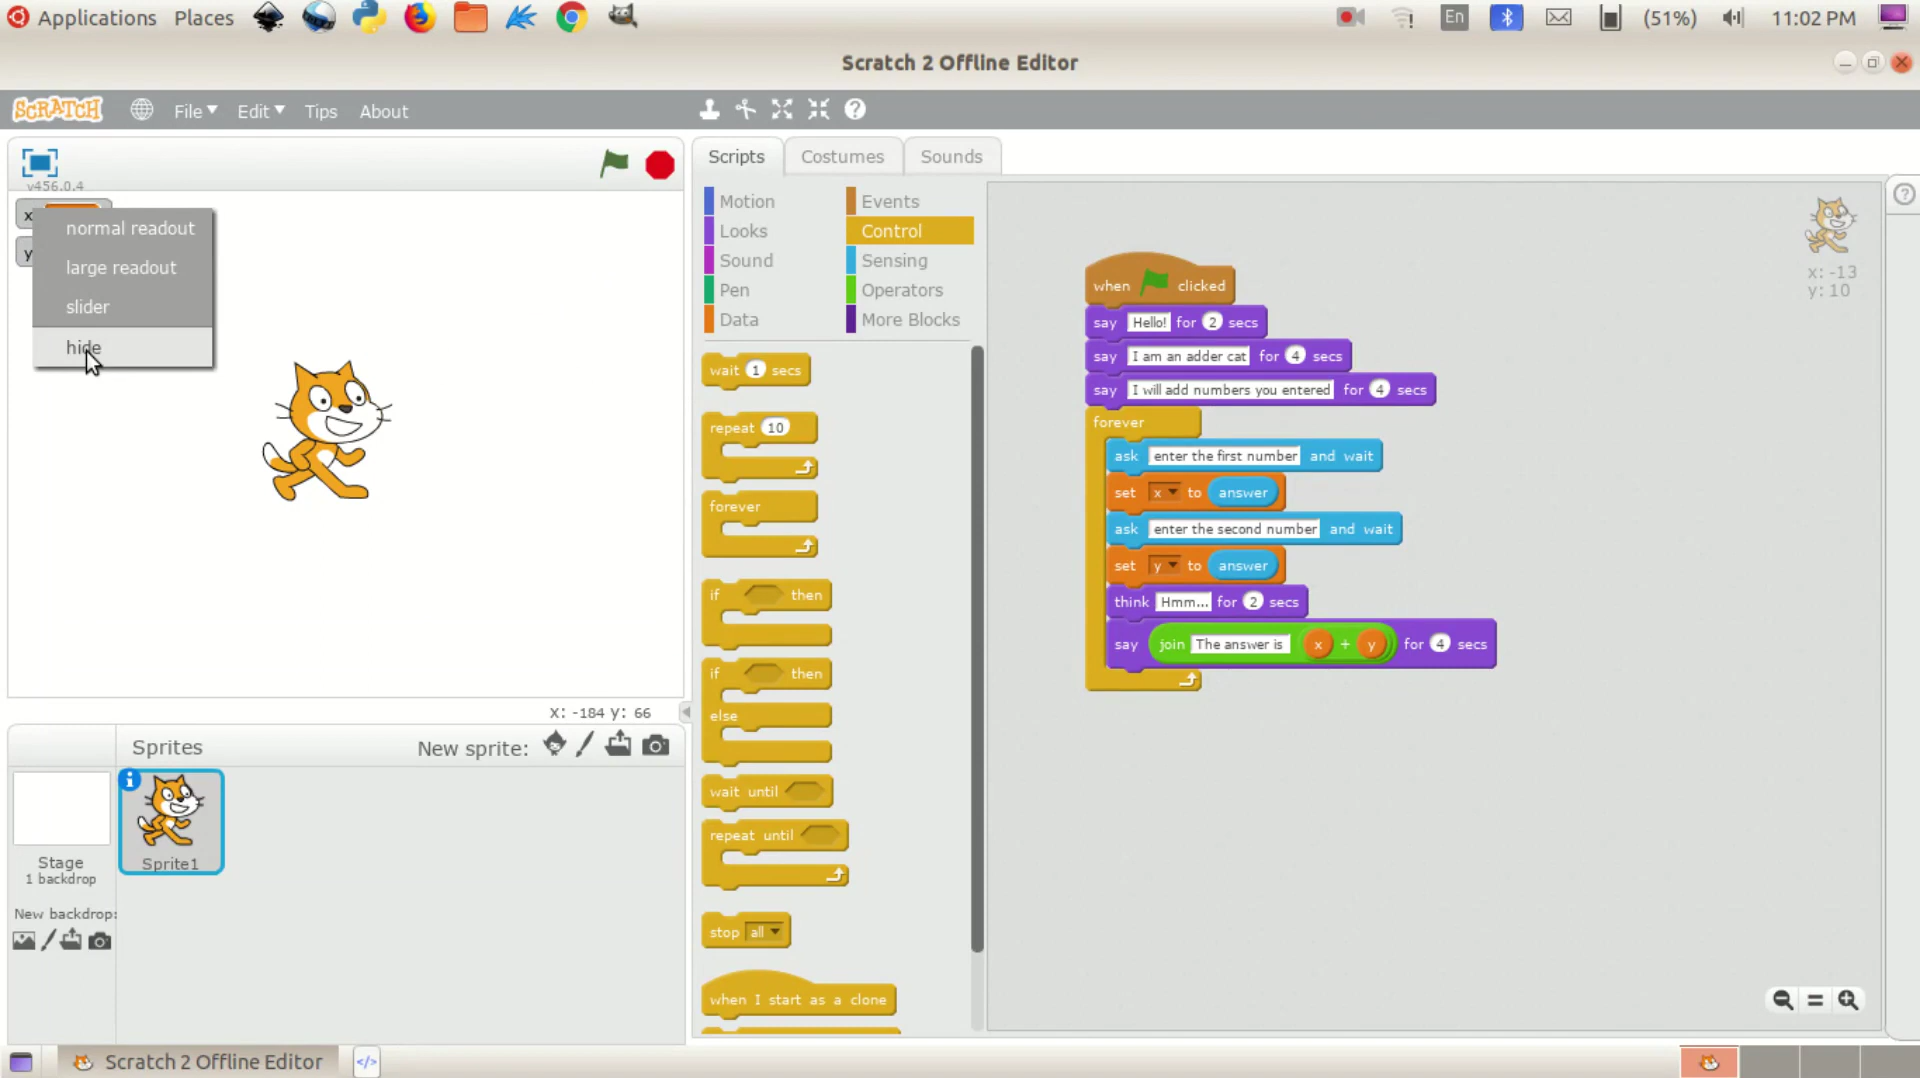 Applications Places En (51%) 11:02 PM
Scratch 2 Offline Editor
SCRATCH File Edit Tips About
v456.0.4
x
y
normal readout
large readout
slider
hide
x: -184 y: 66
Sprites New sprite:
Sprite1
Stage
1 backdrop
New backdrop:
Scripts Costumes Sounds
Motion Events
Looks Control
Sound Sensing
Pen Operators
Data More Blocks
wait 1 secs
repeat 10
forever
if then
if then
else
wait until
repeat until
stop all
when I start as a clone
when clicked
say Hello! for 2 secs
say I am an adder cat for 4 secs
say I will add numbers you entered for 4 secs
forever
ask enter the first number and wait
set x to answer
ask enter the second number and wait
set y to answer
think Hmm... for 2 secs
say join The answer is x + y for 4 secs
x: -13
y: 10
Scratch 2 Offline Editor </>